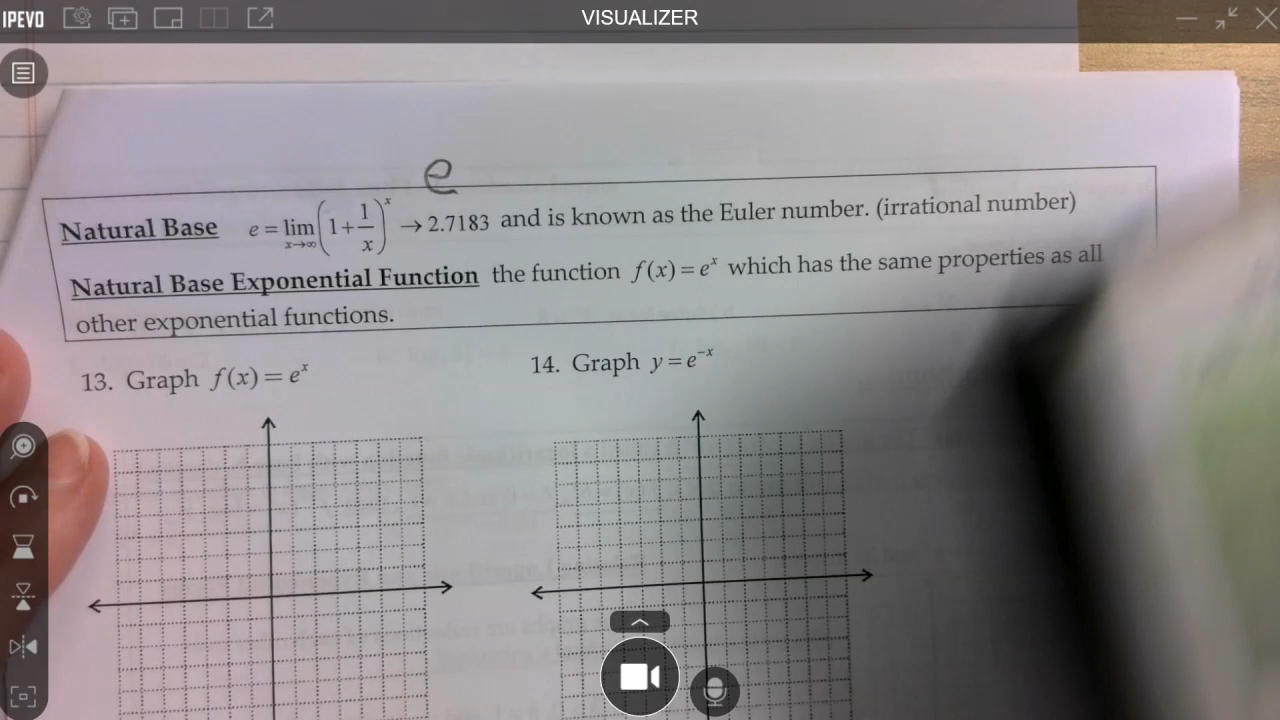 IPEVO
VISUALIZER
e
Natural Base e = lim x→∞ (1 + 1/x)^x → 2.7183 and is known as the Euler number. (irrational number)
Natural Base Exponential Function the function f(x) = e^x which has the same properties as all
other exponential functions.
13. Graph f(x) = e^x
14. Graph y = e^-x